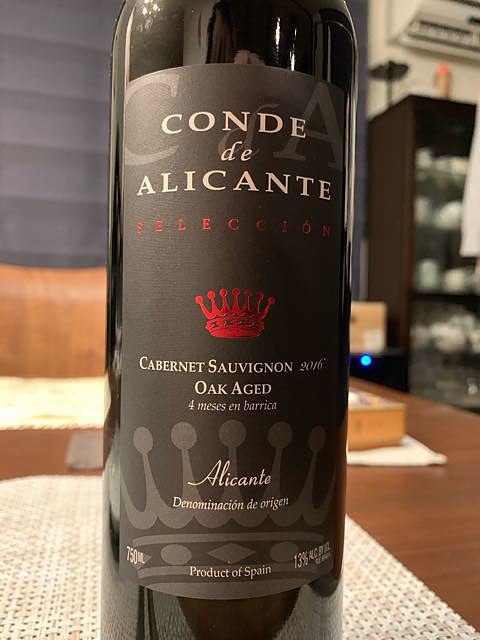 C d A
CONDE
de
ALICANTE
SELECCIÓN
CABERNET SAUVIGNON 2016
OAK AGED
4 meses en barrica
Alicante
Denominación de origen
750ML
13% ALC. BY VOL.
Product of Spain